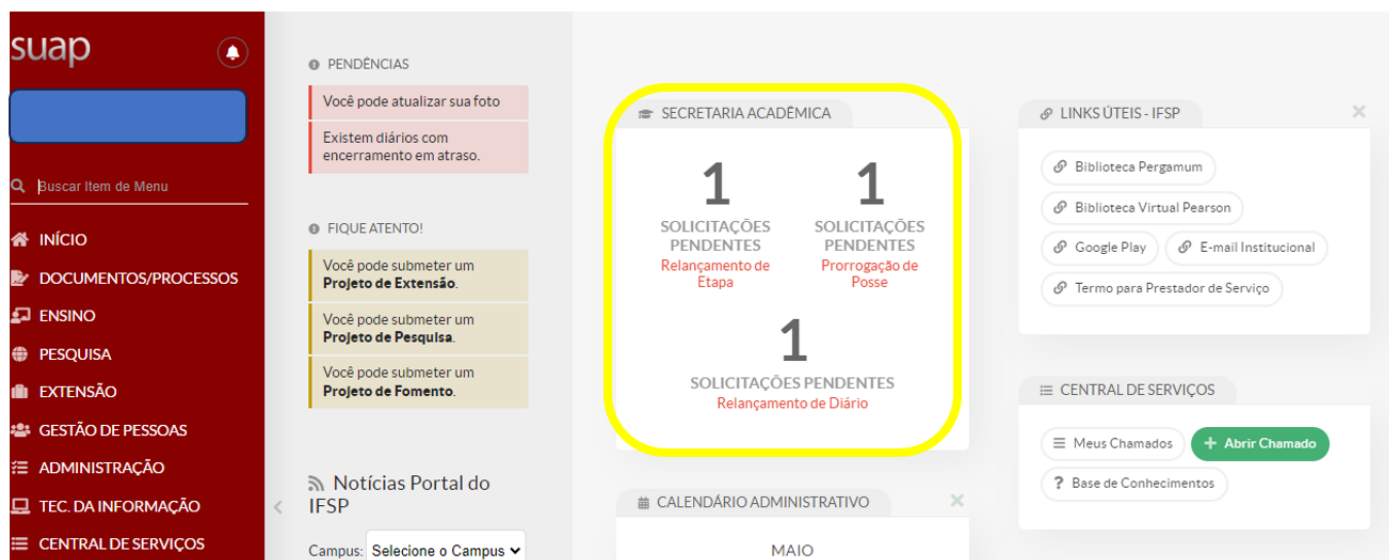 suap
Buscar Item de Menu
INÍCIO
DOCUMENTOS/PROCESSOS
ENSINO
PESQUISA
EXTENSÃO
GESTÃO DE PESSOAS
ADMINISTRAÇÃO
TEC. DA INFORMAÇÃO
CENTRAL DE SERVIÇOS
PENDÊNCIAS
Você pode atualizar sua foto
Existem diários com
encerramento em atraso.
FIQUE ATENTO!
Você pode submeter um
Projeto de Extensão.
Você pode submeter um
Projeto de Pesquisa.
Você pode submeter um
Projeto de Fomento.
Notícias Portal do
IFSP
Campus: Selecione o Campus
SECRETARIA ACADÊMICA
1
SOLICITAÇÕES
PENDENTES
Relançamento de
Etapa
1
SOLICITAÇÕES
PENDENTES
Prorrogação de
Posse
1
SOLICITAÇÕES PENDENTES
Relançamento de Diário
CALENDÁRIO ADMINISTRATIVO
MAIO
LINKS ÚTEIS - IFSP
Biblioteca Pergamum
Biblioteca Virtual Pearson
Google Play E-mail Institucional
Termo para Prestador de Serviço
CENTRAL DE SERVIÇOS
Meus Chamados + Abrir Chamado
? Base de Conhecimentos